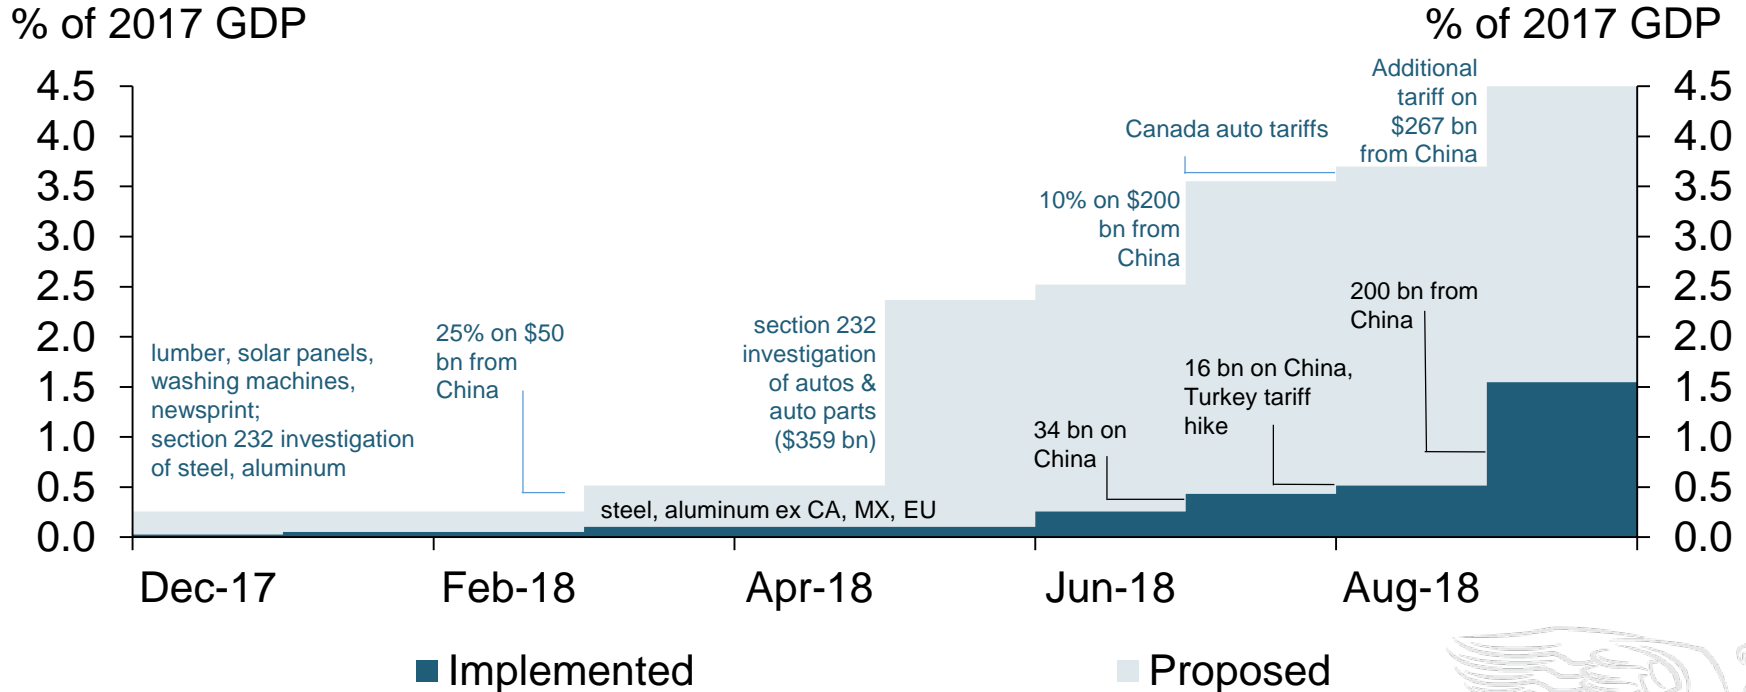 % of 2017 GDP
% of 2017 GDP
4.5
4.0
3.5
3.0
2.5
2.0
1.5
1.0
0.5
0.0
4.5
4.0
3.5
3.0
2.5
2.0
1.5
1.0
0.5
0.0
lumber, solar panels,
washing machines,
newsprint;
section 232 investigation
of steel, aluminum
25% on $50
bn from
China
steel, aluminum ex CA, MX, EU
section 232
investigation
of autos &
auto parts
($359 bn)
10% on $200
bn from
China
34 bn on
China
Canada auto tariffs
16 bn on China,
Turkey tariff
hike
Additional
tariff on
$267 bn
from China
200 bn from
China
Dec-17
Feb-18
Apr-18
Jun-18
Aug-18
Implemented
Proposed